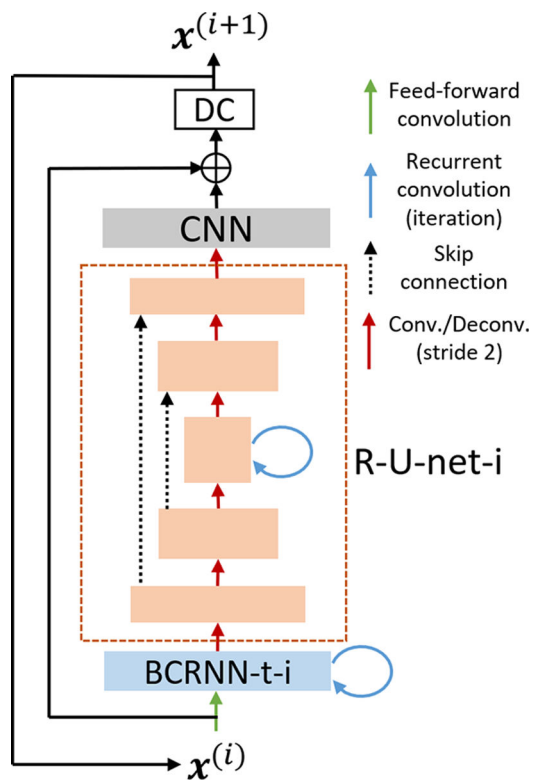 x^(i+1)
DC
CNN
R-U-net-i
BCRNN-t-i
x^(i)
Feed-forward
convolution
Recurrent
convolution
(iteration)
Skip
connection
Conv./Deconv.
(stride 2)